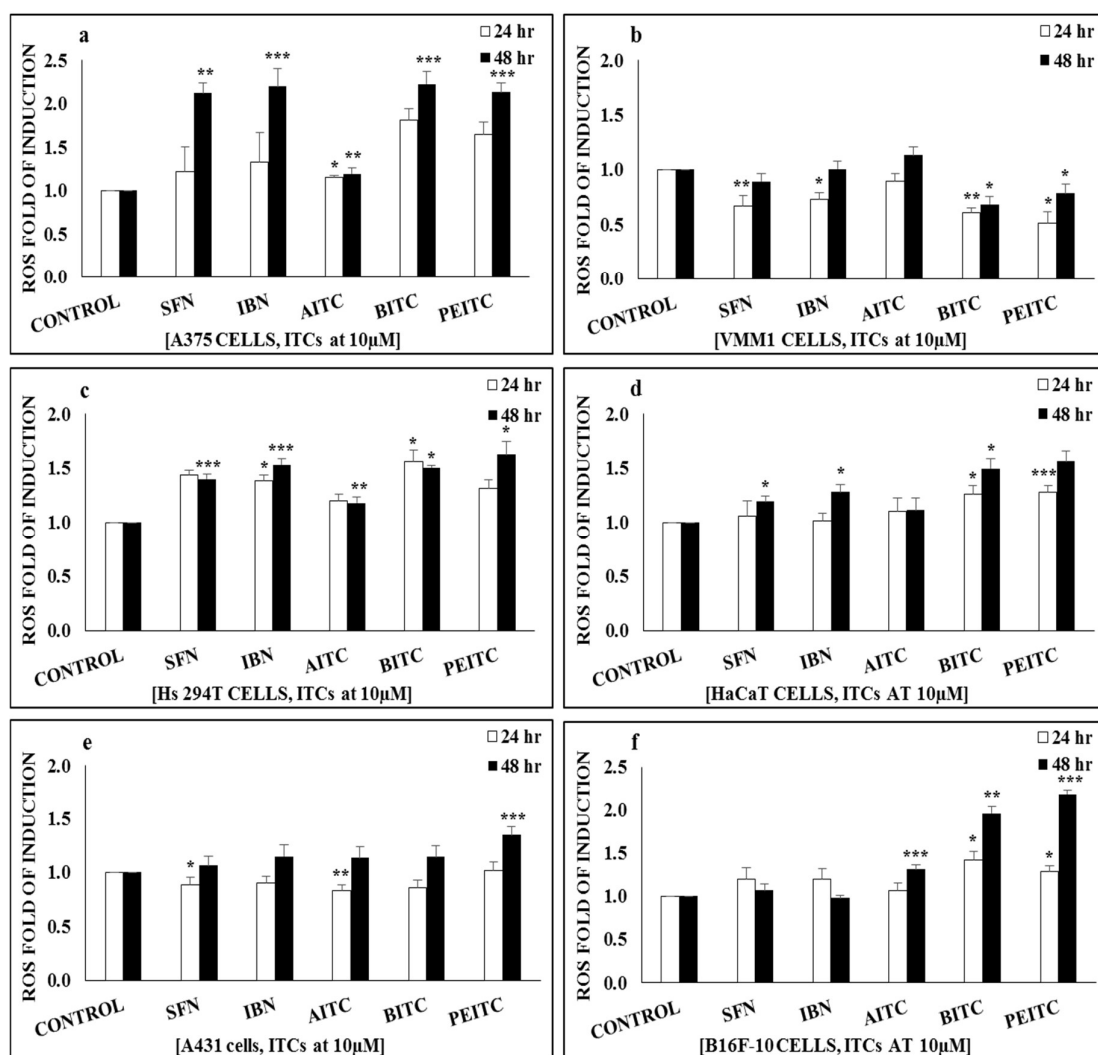 a
24 hr
48 hr
ROS FOLD OF INDUCTION
2.5
2.0
1.5
1.0
0.5
0.0
** *** * ** *** ***
CONTROL SFN IBN AITC BITC PEITC
[A375 CELLS, ITCs at 10µM]
b
24 hr
48 hr
ROS FOLD OF INDUCTION
2.0
1.5
1.0
0.5
0.0
** * ** * * *
CONTROL SFN IBN AITC BITC PEITC
[VMM1 CELLS, ITCs at 10µM]
c
24 hr
48 hr
ROS FOLD OF INDUCTION
2.0
1.5
1.0
0.5
0.0
*** * *** ** * * *
CONTROL SFN IBN AITC BITC PEITC
[Hs 294T CELLS, ITCs at 10µM]
d
24 hr
48 hr
ROS FOLD OF INDUCTION
2.0
1.5
1.0
0.5
0.0
* * * * ***
CONTROL SFN IBN AITC BITC PEITC
[HaCaT CELLS, ITCs AT 10µM]
e
24 hr
48 hr
ROS FOLD OF INDUCTION
2.0
1.5
1.0
0.5
0.0
* ** ***
CONTROL SFN IBN AITC BITC PEITC
[A431 cells, ITCs at 10µM]
f
24 hr
48 hr
ROS FOLD OF INDUCTION
2.5
2.0
1.5
1.0
0.5
0.0
*** * ** * ***
CONTROL SFN IBN AITC BITC PEITC
[B16F-10 CELLS, ITCs AT 10µM]